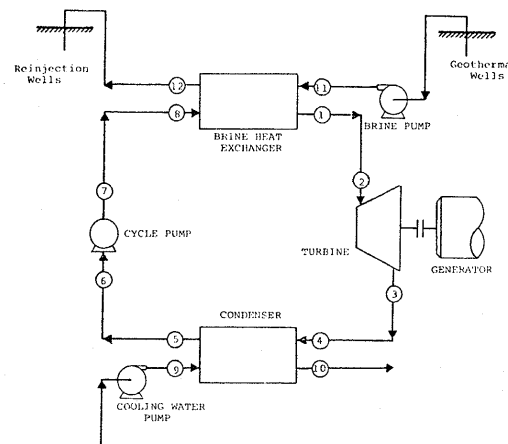 Reinjection
Wells
Geotherma
Wells
12
11
8
1
BRINE PUMP
BRINE HEAT
EXCHANGER
2
7
CYCLE PUMP
TURBINE
GENERATOR
6
3
CONDENSER
5
4
9
10
COOLING WATER
PUMP